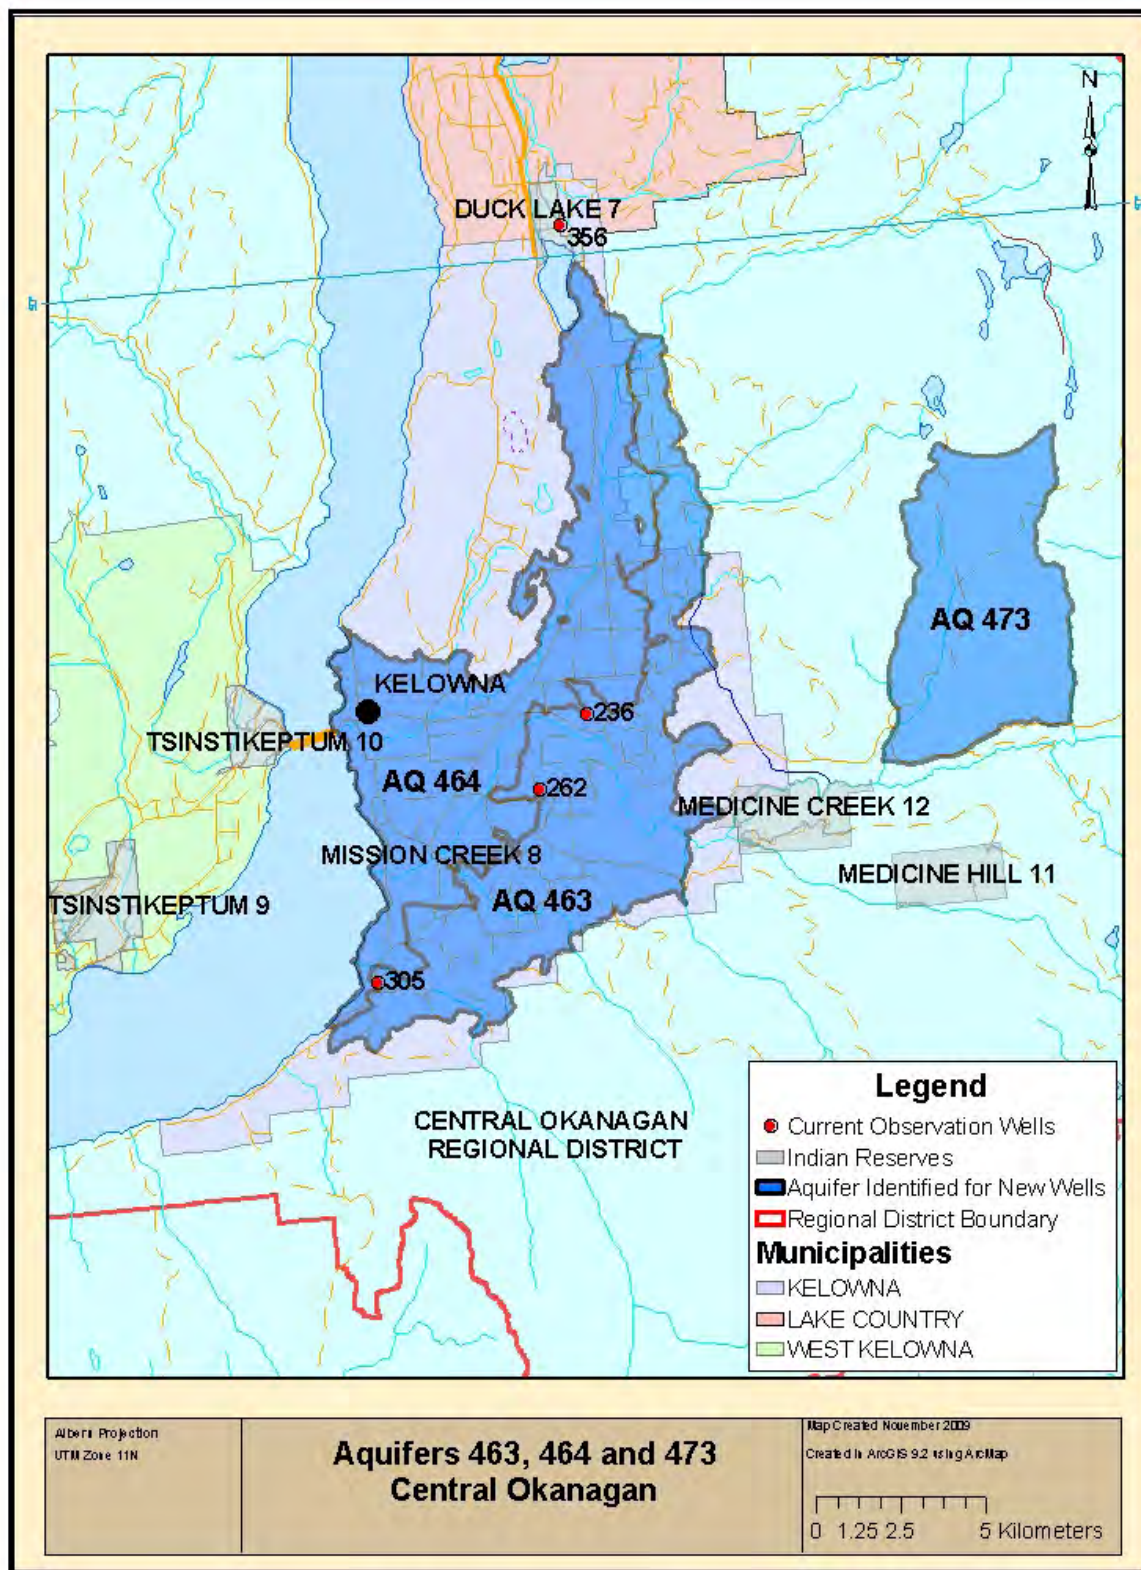 N
DUCK LAKE 7
356
AQ 473
KELOWNA
236
TSINSTIKEPTUM 10
AQ 464
262
MEDICINE CREEK 12
MISSION CREEK 8
MEDICINE HILL 11
TSINSTIKEPTUM 9
AQ 463
305
CENTRAL OKANAGAN
REGIONAL DISTRICT
Legend
Current Observation Wells
Indian Reserves
Aquifer Identified for New Wells
Regional District Boundary
Municipalities
KELOWNA
LAKE COUNTRY
WEST KELOWNA
Albers Projection
UTM Zone 11N
Aquifers 463, 464 and 473
Central Okanagan
Map Created November 2009
Created in ArcGIS 9.2 using ArcMap
0 1.25 2.5 5 Kilometers